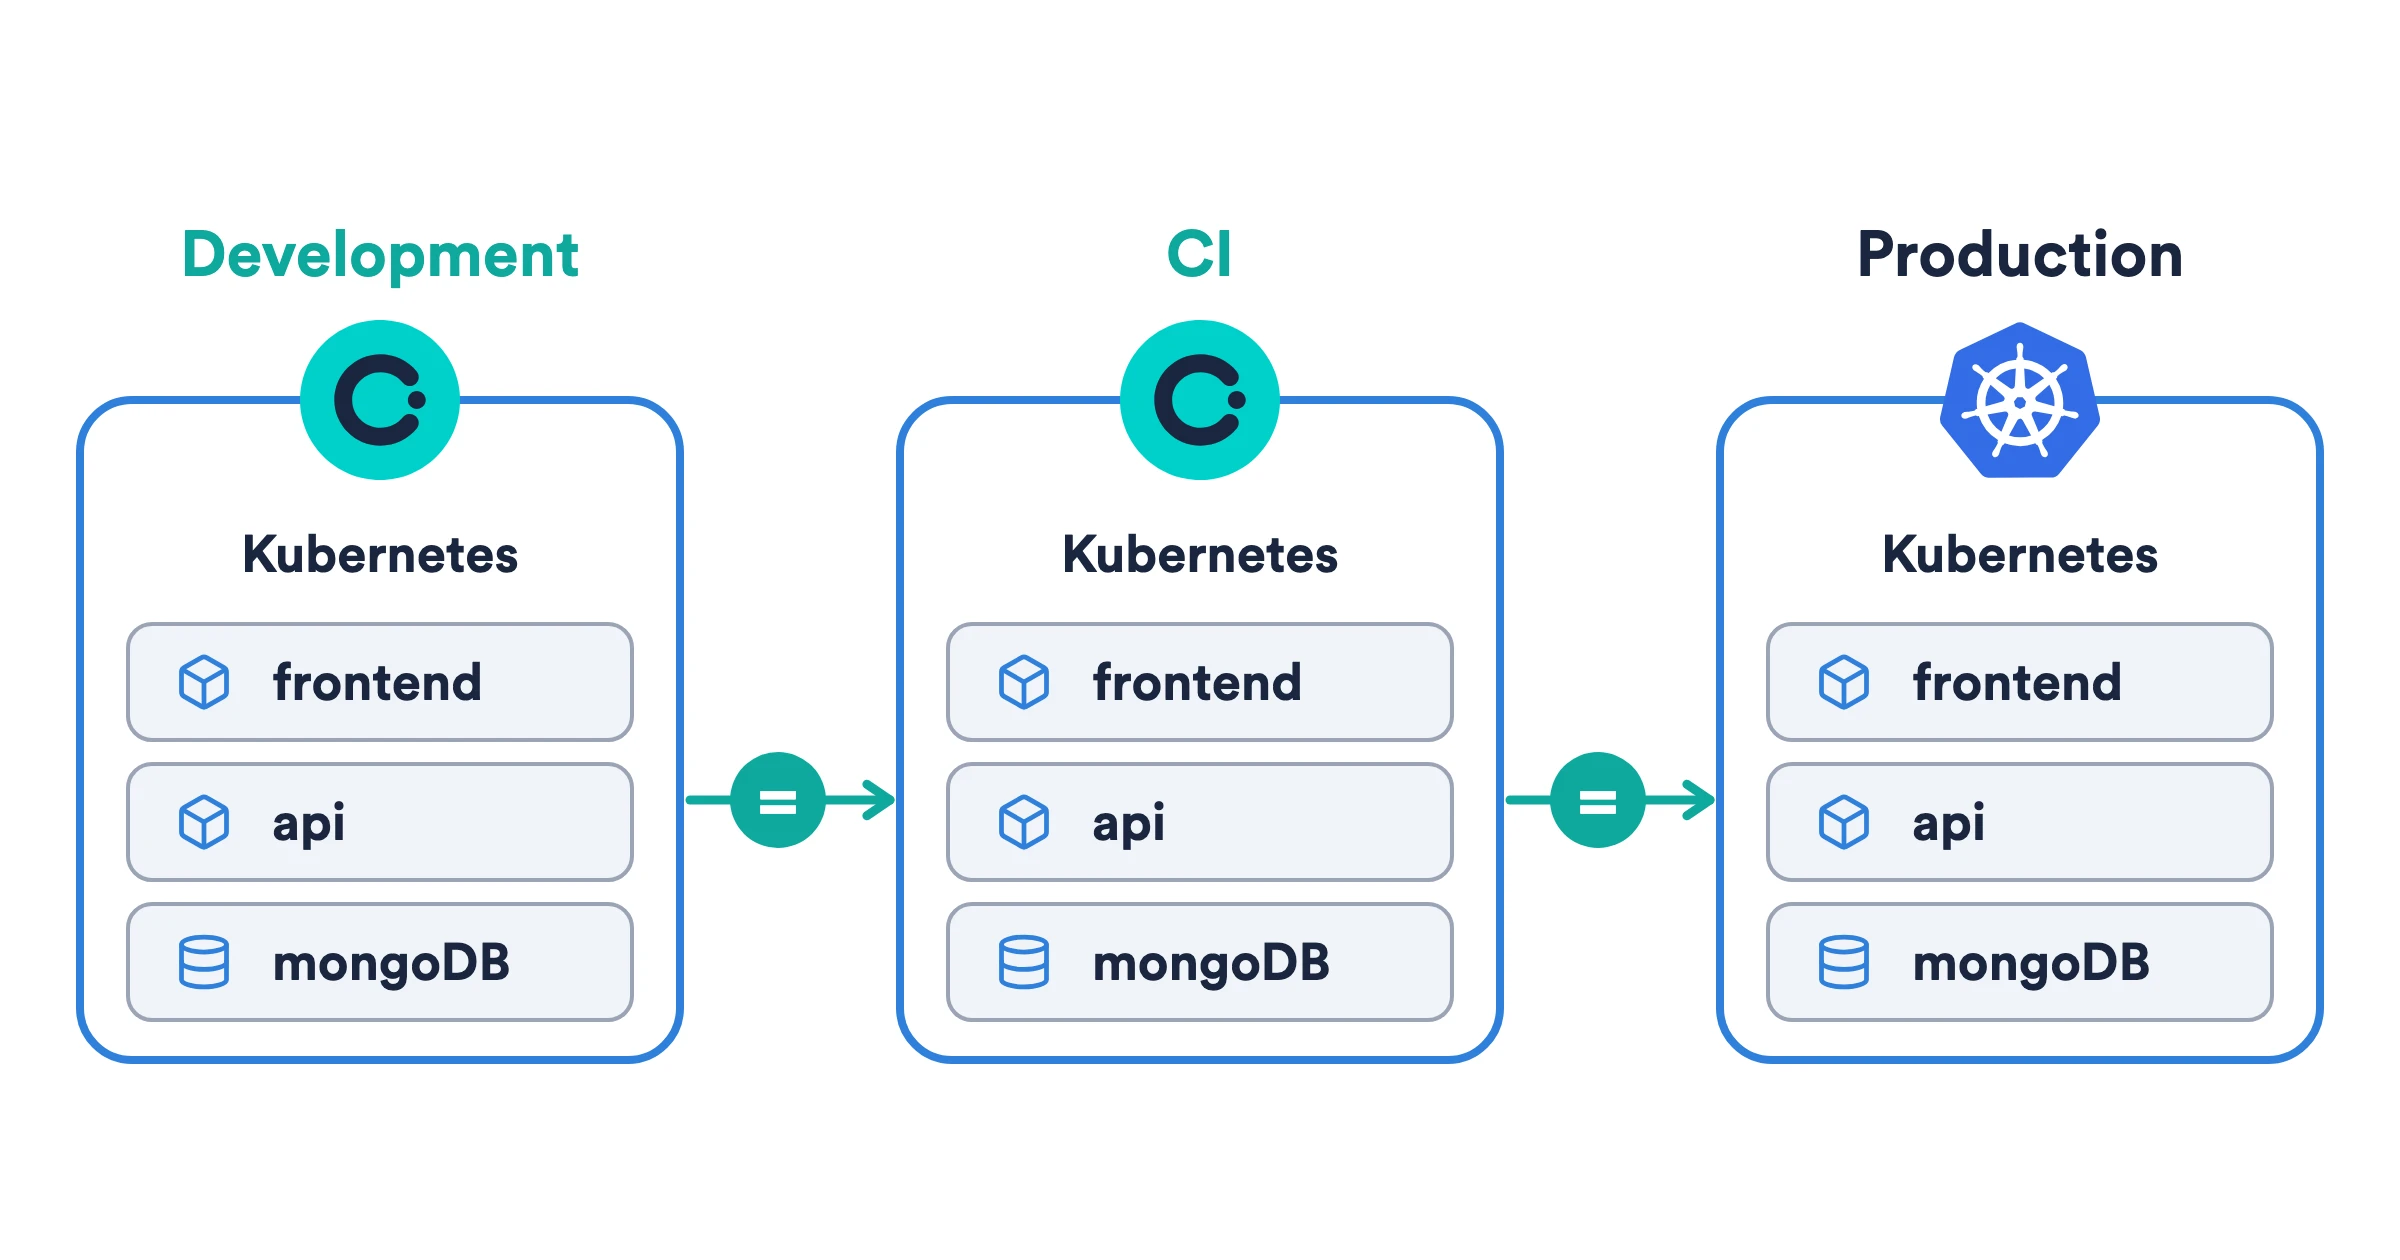 Development
Kubernetes
frontend
api
mongoDB
=
CI
Kubernetes
frontend
api
mongoDB
=
Production
Kubernetes
frontend
api
mongoDB